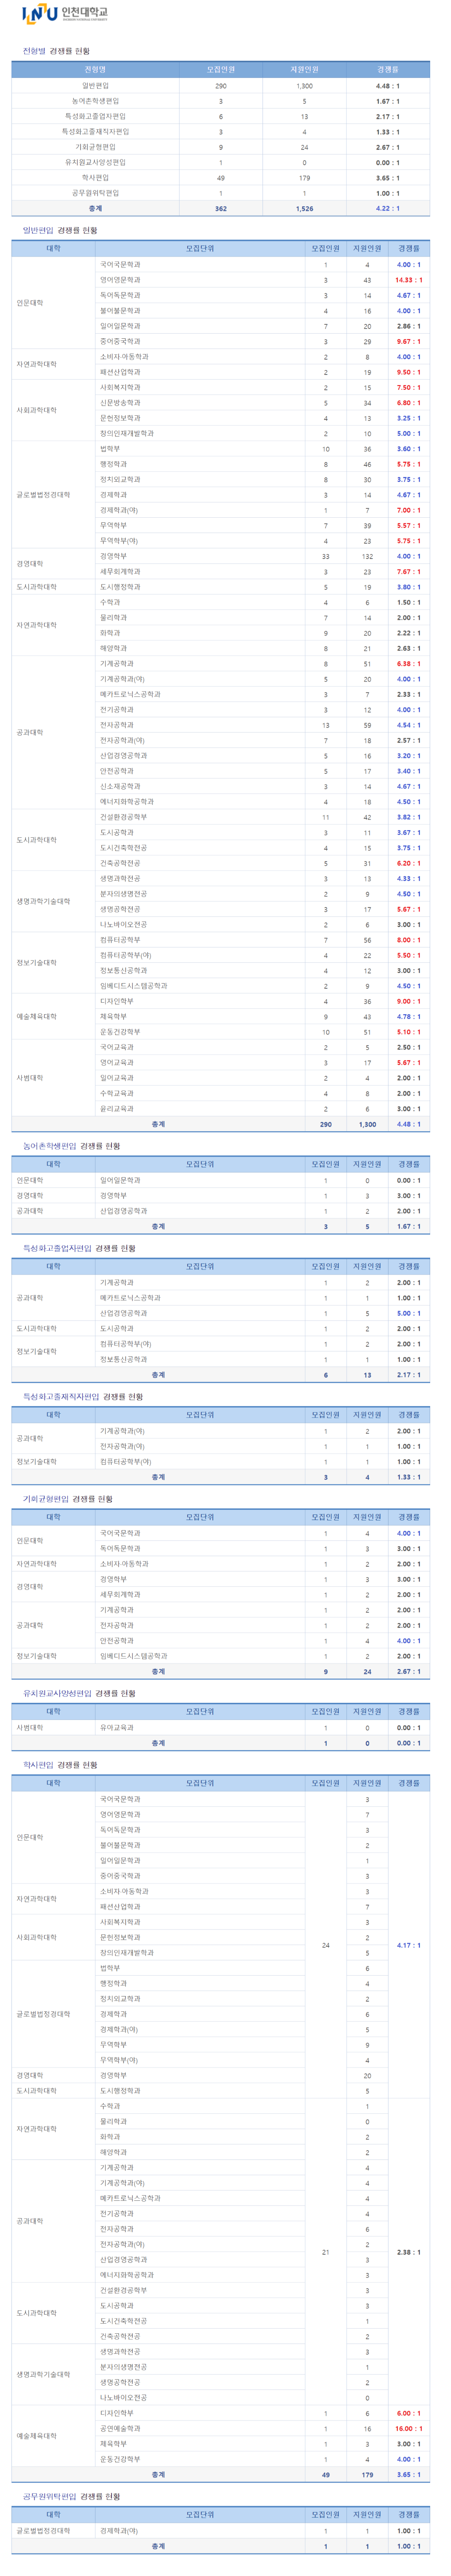 INU 인천대학교
전형별 경쟁률 현황
전형명 모집인원 지원인원 경쟁률
일반편입 290 1,300 4.48 : 1
농어촌학생편입 3 5 1.67 : 1
특성화고졸업자편입 6 13 2.17 : 1
특성화고졸재직자편입 3 4 1.33 : 1
기회균형편입 9 24 2.67 : 1
유치원교사양성편입 1 0 0.00 : 1
학사편입 49 179 3.65 : 1
공무원위탁편입 1 1 1.00 : 1
총계 362 1,526 4.22 : 1
일반편입 경쟁률 현황
대학 모집단위 모집인원 지원인원 경쟁률
인문대학 국어국문학과 1 4 4.00 : 1
영어영문학과 3 43 14.33 : 1
독어독문학과 3 14 4.67 : 1
불어불문학과 4 16 4.00 : 1
일어일문학과 7 20 2.86 : 1
중어중국학과 3 29 9.67 : 1
자연과학대학 소비자·아동학과 2 8 4.00 : 1
패션산업학과 2 19 9.50 : 1
사회과학대학 사회복지학과 2 15 7.50 : 1
신문방송학과 5 34 6.80 : 1
문헌정보학과 4 13 3.25 : 1
창의인재개발학과 2 10 5.00 : 1
글로벌법정경대학 법학부 10 36 3.60 : 1
행정학과 8 46 5.75 : 1
정치외교학과 8 30 3.75 : 1
경제학과 3 14 4.67 : 1
경제학과(야) 1 7 7.00 : 1
무역학부 7 39 5.57 : 1
무역학부(야) 4 23 5.75 : 1
경영대학 경영학부 33 132 4.00 : 1
세무회계학과 3 23 7.67 : 1
도시과학대학 도시행정학과 5 19 3.80 : 1
자연과학대학 수학과 4 6 1.50 : 1
물리학과 7 14 2.00 : 1
화학과 9 20 2.22 : 1
해양학과 8 21 2.63 : 1
공과대학 기계공학과 8 51 6.38 : 1
기계공학과(야) 5 20 4.00 : 1
메카트로닉스공학과 3 7 2.33 : 1
전기공학과 3 12 4.00 : 1
전자공학과 13 59 4.54 : 1
전자공학과(야) 7 18 2.57 : 1
산업경영공학과 5 16 3.20 : 1
안전공학과 5 17 3.40 : 1
신소재공학과 3 14 4.67 : 1
에너지화학공학과 4 18 4.50 : 1
도시과학대학 건설환경공학부 11 42 3.82 : 1
도시공학과 3 11 3.67 : 1
도시건축학전공 4 15 3.75 : 1
건축공학전공 5 31 6.20 : 1
생명과학기술대학 생명과학전공 3 13 4.33 : 1
분자의생명전공 2 9 4.50 : 1
생명공학전공 3 17 5.67 : 1
나노바이오전공 2 6 3.00 : 1
정보기술대학 컴퓨터공학부 7 56 8.00 : 1
컴퓨터공학부(야) 4 22 5.50 : 1
정보통신공학과 4 12 3.00 : 1
임베디드시스템공학과 2 9 4.50 : 1
예술체육대학 디자인학부 4 36 9.00 : 1
체육학부 9 43 4.78 : 1
운동건강학부 10 51 5.10 : 1
사범대학 국어교육과 2 5 2.50 : 1
영어교육과 3 17 5.67 : 1
일어교육과 2 4 2.00 : 1
수학교육과 4 8 2.00 : 1
윤리교육과 2 6 3.00 : 1
총계 290 1,300 4.48 : 1
농어촌학생편입 경쟁률 현황
대학 모집단위 모집인원 지원인원 경쟁률
인문대학 일어일문학과 1 0 0.00 : 1
경영대학 경영학부 1 3 3.00 : 1
공과대학 산업경영공학과 1 2 2.00 : 1
총계 3 5 1.67 : 1
특성화고졸업자편입 경쟁률 현황
대학 모집단위 모집인원 지원인원 경쟁률
공과대학 기계공학과 1 2 2.00 : 1
메카트로닉스공학과 1 1 1.00 : 1
산업경영공학과 1 5 5.00 : 1
도시과학대학 도시공학과 1 2 2.00 : 1
정보기술대학 컴퓨터공학부(야) 1 2 2.00 : 1
정보통신공학과 1 1 1.00 : 1
총계 6 13 2.17 : 1
특성화고졸재직자편입 경쟁률 현황
대학 모집단위 모집인원 지원인원 경쟁률
공과대학 기계공학과(야) 1 2 2.00 : 1
전자공학과(야) 1 1 1.00 : 1
정보기술대학 컴퓨터공학부(야) 1 1 1.00 : 1
총계 3 4 1.33 : 1
기회균형편입 경쟁률 현황
대학 모집단위 모집인원 지원인원 경쟁률
인문대학 국어국문학과 1 4 4.00 : 1
독어독문학과 1 3 3.00 : 1
자연과학대학 소비자·아동학과 1 2 2.00 : 1
경영대학 경영학부 1 3 3.00 : 1
세무회계학과 1 2 2.00 : 1
공과대학 기계공학과 1 2 2.00 : 1
전자공학과 1 2 2.00 : 1
안전공학과 1 4 4.00 : 1
정보기술대학 임베디드시스템공학과 1 2 2.00 : 1
총계 9 24 2.67 : 1
유치원교사양성편입 경쟁률 현황
대학 모집단위 모집인원 지원인원 경쟁률
사범대학 유아교육과 1 0 0.00 : 1
총계 1 0 0.00 : 1
학사편입 경쟁률 현황
대학 모집단위 모집인원 지원인원 경쟁률
인문대학 국어국문학과 24 3 4.17 : 1
영어영문학과 7
독어독문학과 3
불어불문학과 2
일어일문학과 1
중어중국학과 3
자연과학대학 소비자·아동학과 3
패션산업학과 7
사회과학대학 사회복지학과 3
문헌정보학과 2
창의인재개발학과 5
글로벌법정경대학 법학부 6
행정학과 4
정치외교학과 2
경제학과 6
경제학과(야) 5
무역학부 9
무역학부(야) 4
경영대학 경영학부 20
도시과학대학 도시행정학과 5
자연과학대학 수학과 21 1 2.38 : 1
물리학과 0
화학과 2
해양학과 2
공과대학 기계공학과 4
기계공학과(야) 4
메카트로닉스공학과 4
전기공학과 4
전자공학과 6
전자공학과(야) 2
산업경영공학과 3
에너지화학공학과 3
도시과학대학 건설환경공학부 3
도시공학과 3
도시건축학전공 1
건축공학전공 2
생명과학기술대학 생명과학전공 3
분자의생명전공 1
생명공학전공 2
나노바이오전공 0
예술체육대학 디자인학부 1 6 6.00 : 1
공연예술학과 1 16 16.00 : 1
체육학부 1 3 3.00 : 1
운동건강학부 1 4 4.00 : 1
총계 49 179 3.65 : 1
공무원위탁편입 경쟁률 현황
대학 모집단위 모집인원 지원인원 경쟁률
글로벌법정경대학 경제학과(야) 1 1 1.00 : 1
총계 1 1 1.00 : 1